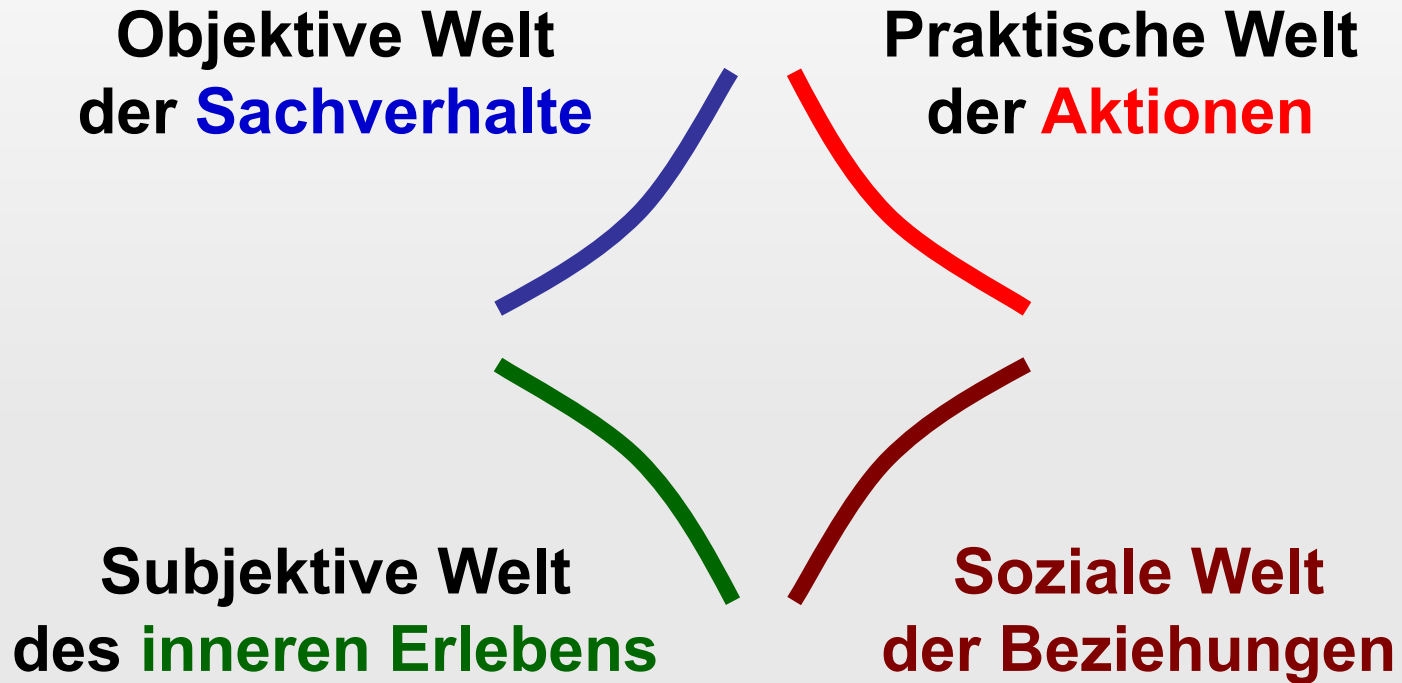 Objektive Welt
der Sachverhalte
Praktische Welt
der Aktionen
Subjektive Welt
des inneren Erlebens
Soziale Welt
der Beziehungen